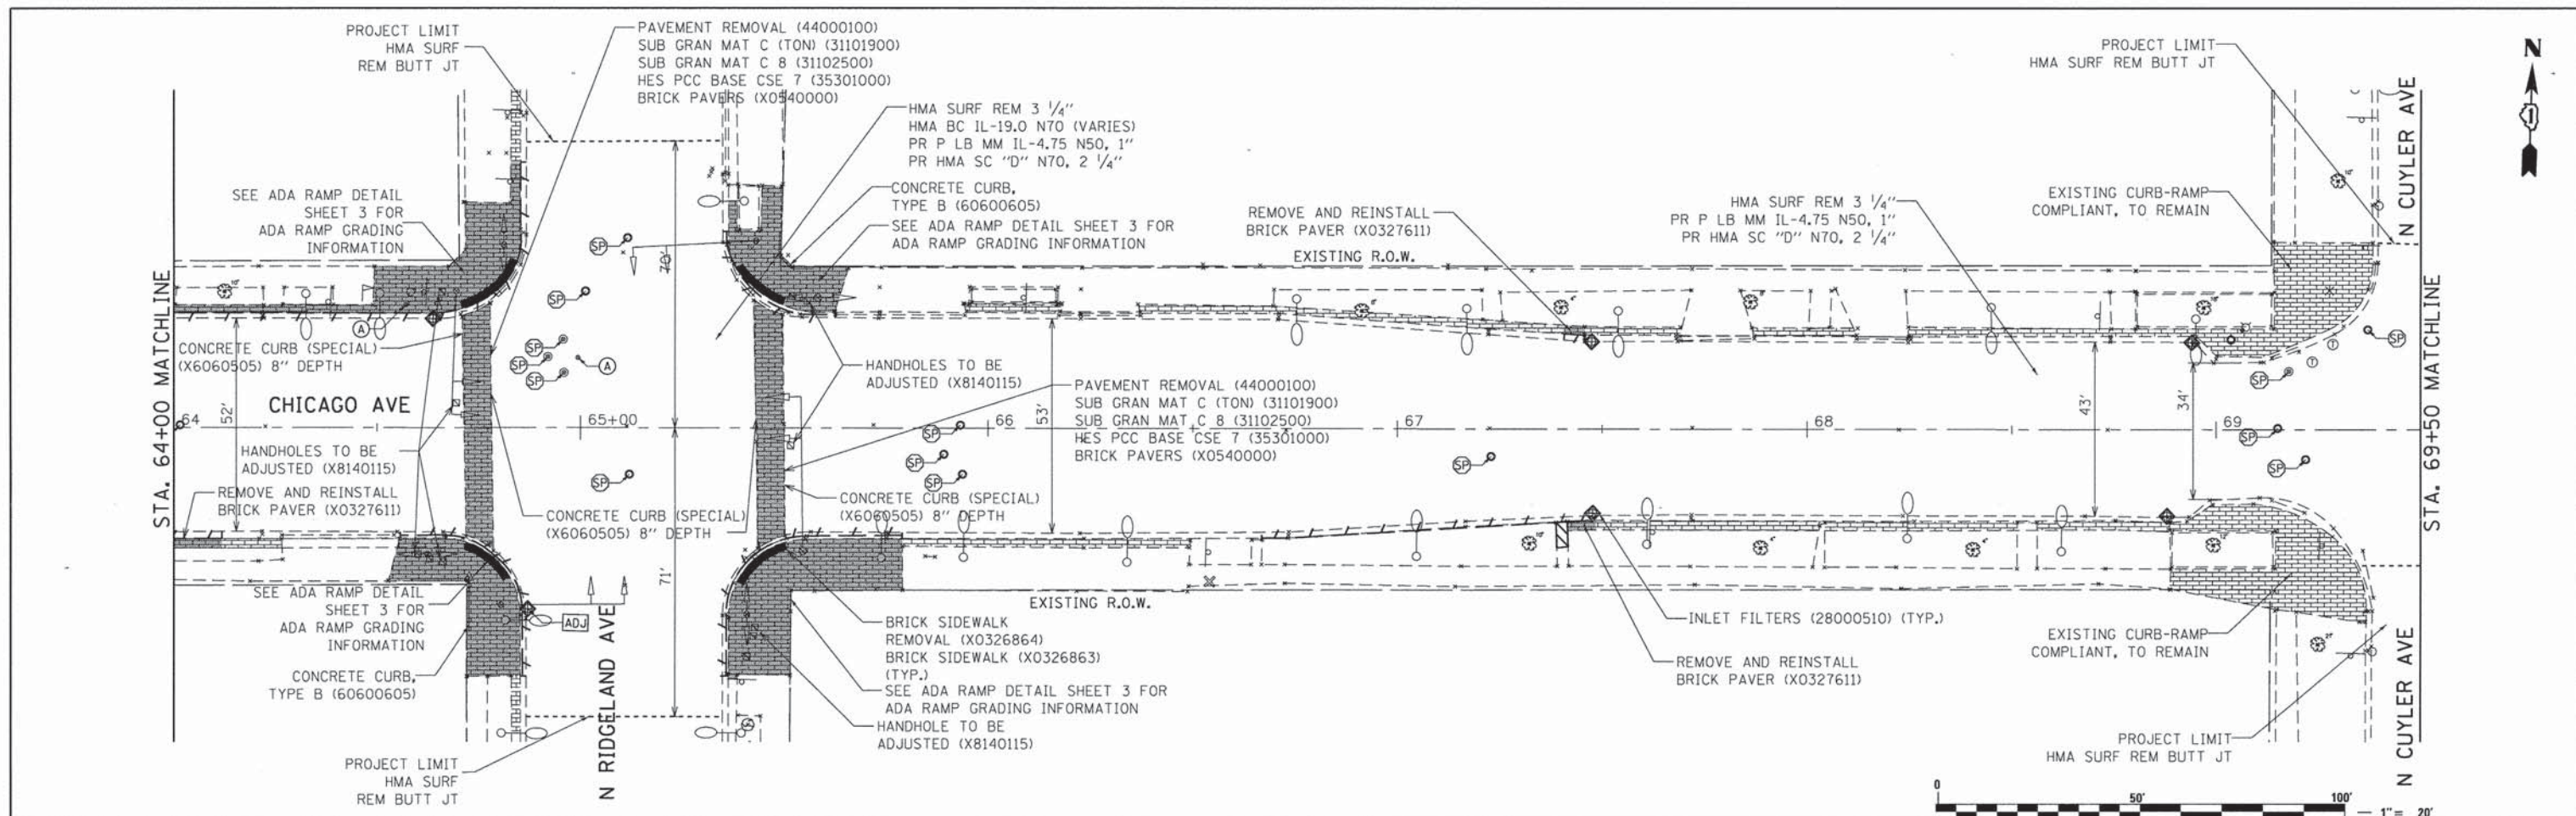 PROJECT LIMIT
HMA SURF
REM BUTT JT
PAVEMENT REMOVAL (44000100)
SUB GRAN MAT C (TON) (31101900)
SUB GRAN MAT C 8 (31102500)
HES PCC BASE CSE 7 (35301000)
BRICK PAVERS (X0540000)
HMA SURF REM 3 1/4"
HMA BC IL-19.0 N70 (VARIES)
PR P LB MM IL-4.75 N50, 1"
PR HMA SC "D" N70, 2 1/4"
CONCRETE CURB,
TYPE B (60600605)
SEE ADA RAMP DETAIL SHEET 3 FOR
ADA RAMP GRADING INFORMATION
REMOVE AND REINSTALL
BRICK PAVER (X0327611)
EXISTING R.O.W.
HMA SURF REM 3 1/4"
PR P LB MM IL-4.75 N50, 1"
PR HMA SC "D" N70, 2 1/4"
PROJECT LIMIT
HMA SURF REM BUTT JT
EXISTING CURB-RAMP
COMPLIANT, TO REMAIN
N CUYLER AVE
N
SEE ADA RAMP DETAIL
SHEET 3 FOR
ADA RAMP GRADING
INFORMATION
STA. 64+00 MATCHLINE
SP
70'
SP
A
CONCRETE CURB (SPECIAL)
(X6060505) 8" DEPTH
SP
SP
SP
A
HANDHOLES TO BE
ADJUSTED (X8140115)
PAVEMENT REMOVAL (44000100)
SUB GRAN MAT C (TON) (31101900)
SUB GRAN MAT C 8 (31102500)
HES PCC BASE CSE 7 (35301000)
BRICK PAVERS (X0540000)
SP
SP
STA. 69+50 MATCHLINE
CHICAGO AVE
52'
53'
43'
34'
64
65+00
66
67
68
69
SP
SP
SP
SP
SP
SP
SP
HANDHOLES TO BE
ADJUSTED (X8140115)
REMOVE AND REINSTALL
BRICK PAVER (X0327611)
CONCRETE CURB (SPECIAL)
(X6060505) 8" DEPTH
CONCRETE CURB (SPECIAL)
(X6060505) 8" DEPTH
71'
SEE ADA RAMP DETAIL
SHEET 3 FOR
ADA RAMP GRADING
INFORMATION
CONCRETE CURB,
TYPE B (60600605)
ADJ
N RIDGELAND AVE
EXISTING R.O.W.
BRICK SIDEWALK
REMOVAL (X0326864)
BRICK SIDEWALK (X0326863)
(TYP.)
SEE ADA RAMP DETAIL SHEET 3 FOR
ADA RAMP GRADING INFORMATION
HANDHOLE TO BE
ADJUSTED (X8140115)
INLET FILTERS (28000510) (TYP.)
REMOVE AND REINSTALL
BRICK PAVER (X0327611)
EXISTING CURB-RAMP
COMPLIANT, TO REMAIN
PROJECT LIMIT
HMA SURF REM BUTT JT
N CUYLER AVE
PROJECT LIMIT
HMA SURF
REM BUTT JT
0 50' 100'
1" = 20'